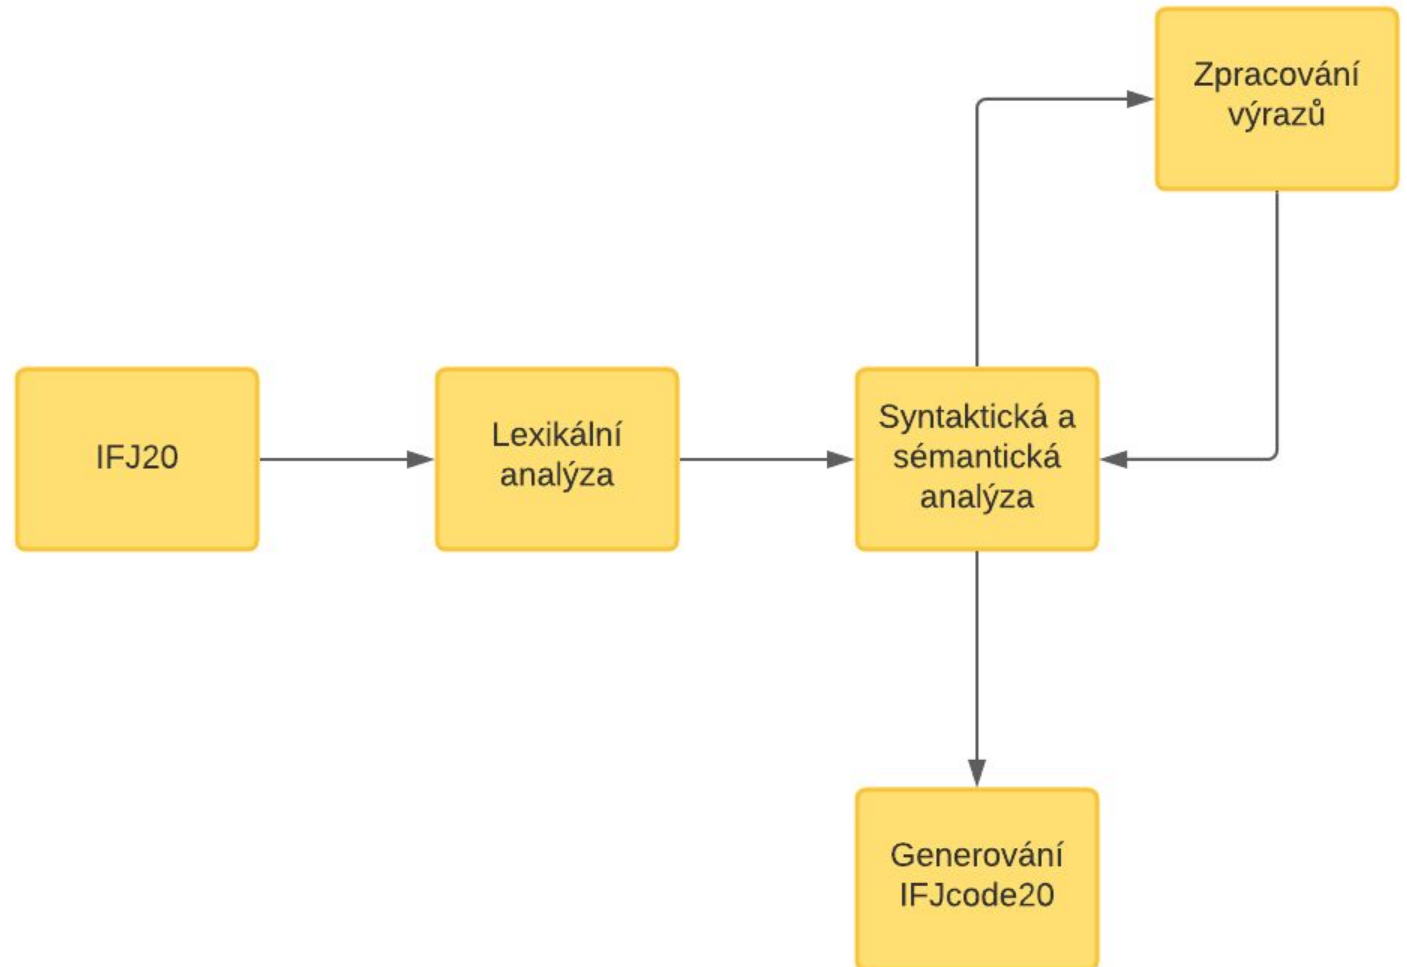 Zpracování
výrazů
IFJ20
Lexikální
analýza
Syntaktická a
sémantická
analýza
Generování
IFJcode20